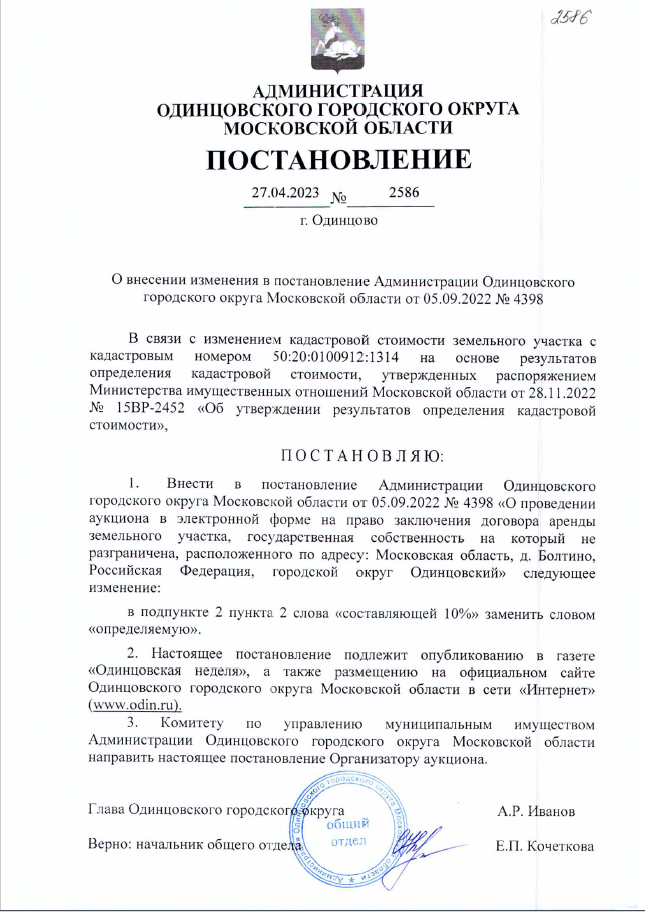 2586
АДМИНИСТРАЦИЯ
ОДИНЦОВСКОГО ГОРОДСКОГО ОКРУГА
МОСКОВСКОЙ ОБЛАСТИ
ПОСТАНОВЛЕНИЕ
27.04.2023 № 2586
г. Одинцово
О внесении изменения в постановление Администрации Одинцовского
городского округа Московской области от 05.09.2022 № 4398
В связи с изменением кадастровой стоимости земельного участка с
кадастровым номером 50:20:0100912:1314 на основе результатов
определения кадастровой стоимости, утвержденных распоряжением
Министерства имущественных отношений Московской области от 28.11.2022
№ 15ВР-2452 «Об утверждении результатов определения кадастровой
стоимости»,
П О С Т А Н О В Л Я Ю:
1. Внести в постановление Администрации Одинцовского
городского округа Московской области от 05.09.2022 № 4398 «О проведении
аукциона в электронной форме на право заключения договора аренды
земельного участка, государственная собственность на который не
разграничена, расположенного по адресу: Московская область, д. Болтино,
Российская Федерация, городской округ Одинцовский» следующее
изменение:
в подпункте 2 пункта 2 слова «составляющей 10%» заменить словом
«определяемую».
2. Настоящее постановление подлежит опубликованию в газете
«Одинцовская неделя», а также размещению на официальном сайте
Одинцовского городского округа Московской области в сети «Интернет»
(www.odin.ru).
3. Комитету по управлению муниципальным имуществом
Администрации Одинцовского городского округа Московской области
направить настоящее постановление Организатору аукциона.
Глава Одинцовского городского округа А.Р. Иванов
общий
отдел
Администрация Одинцовского городского округа Московской области
Верно: начальник общего отдела Е.П. Кочеткова